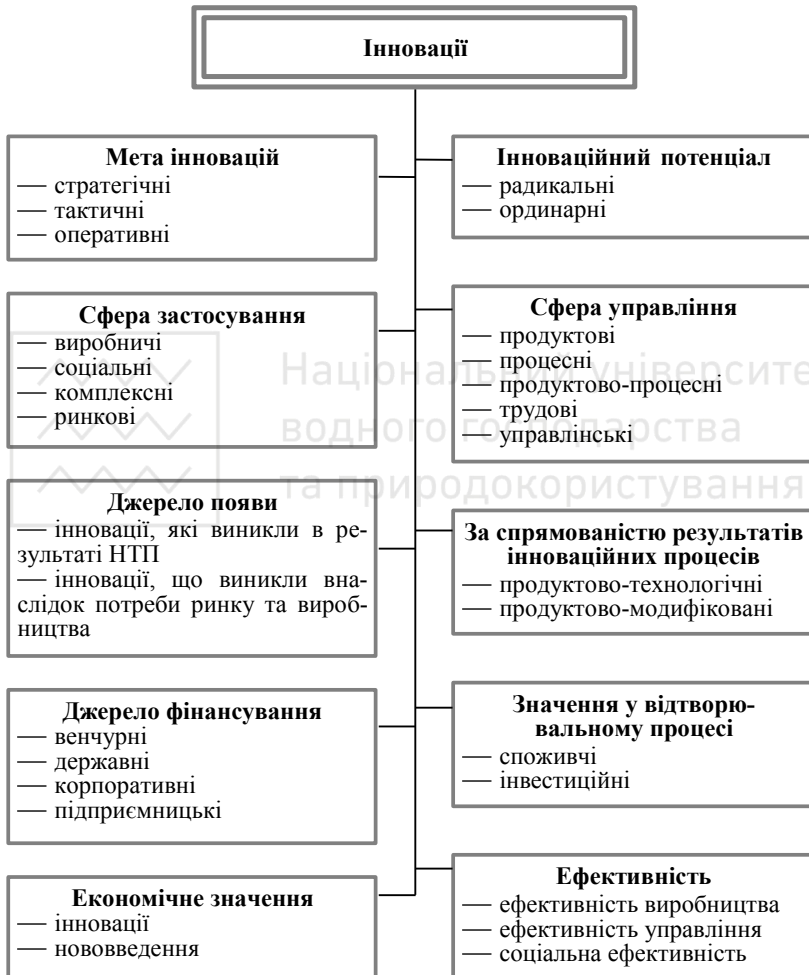 Інновації
Мета інновацій
— стратегічні
— тактичні
— оперативні
Інноваційний потенціал
— радикальні
— ординарні
Сфера застосування
— виробничі
— соціальні
— комплексні
— ринкові
Сфера управління
— продуктові
— процесні
— продуктово-процесні
— трудові
— управлінські
Джерело появи
— інновації, які виникли в ре-
зультаті НТП
— інновації, що виникли вна-
слідок потреби ринку та вироб-
ництва
За спрямованістю результатів
інноваційних процесів
— продуктово-технологічні
— продуктово-модифіковані
Джерело фінансування
— венчурні
— державні
— корпоративні
— підприємницькі
Значення у відтворю-
вальному процесі
— споживчі
— інвестиційні
Економічне значення
— інновації
— нововведення
Ефективність
— ефективність виробництва
— ефективність управління
— соціальна ефективність
Національний університе
водного господарства
та природокористування